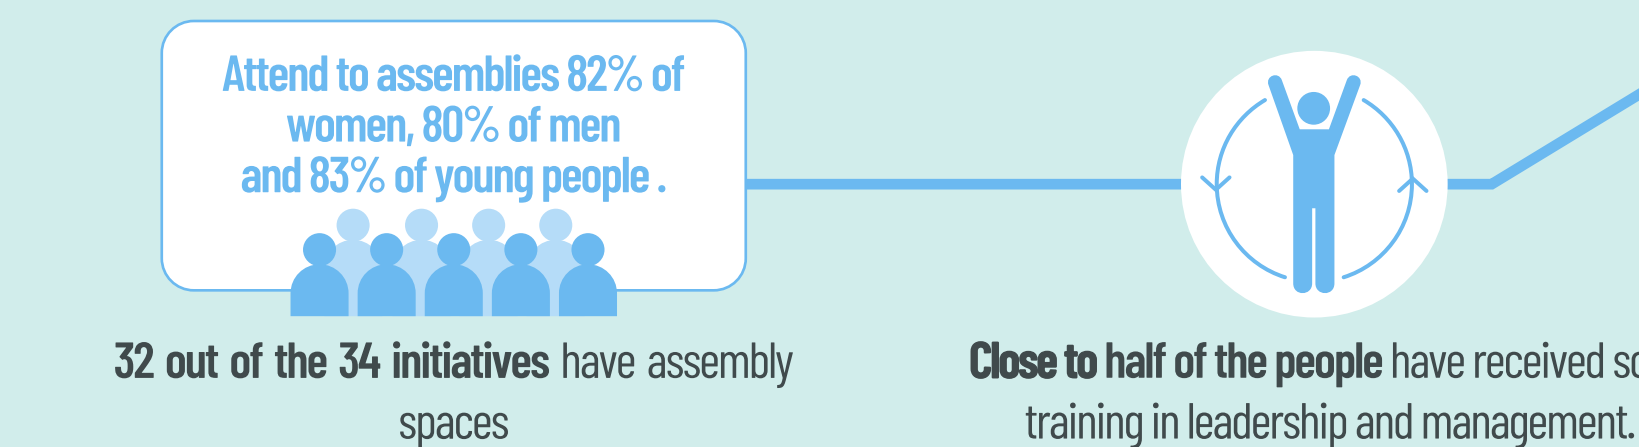 Attend to assemblies 82% of
women, 80% of men
and 83% of young people .
32 out of the 34 initiatives have assembly
spaces
Close to half of the people have received
training in leadership and management.